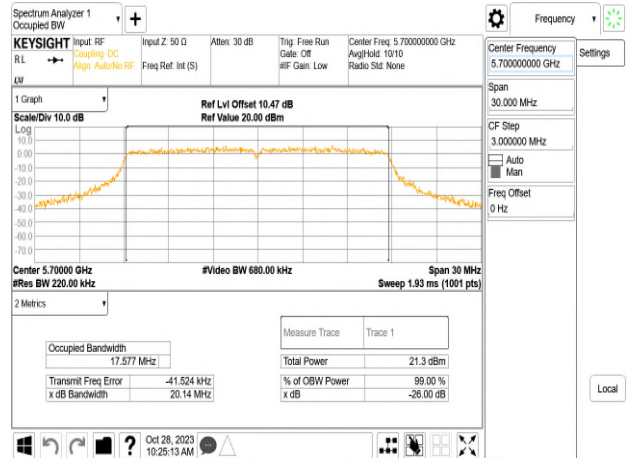 Spectrum Analyzer 1
Occupied BW
+
Frequency
KEYSIGHT Input: RF Input Z: 50 Ω Atten: 30 dB Trig: Free Run Center Freq: 5.700000000 GHz
RL Coupling: DC Gate: Off Avg|Hold: 10/10
Align: Auto/No RF Freq Ref: Int (S) #IF Gain: Low Radio Std: None
LXI
Center Frequency
5.700000000 GHz
Settings
Span
30.000 MHz
CF Step
3.000000 MHz
Auto
Man
Freq Offset
0 Hz
Local
1 Graph
Ref Lvl Offset 10.47 dB
Scale/Div 10.0 dB Ref Value 20.00 dBm
Log
10.0
0.00
-10.0
-20.0
-30.0
-40.0
-50.0
-60.0
-70.0
Center 5.70000 GHz #Video BW 680.00 kHz Span 30 MHz
#Res BW 220.00 kHz Sweep 1.93 ms (1001 pts)
2 Metrics
Measure Trace Trace 1
Occupied Bandwidth
17.577 MHz
Total Power 21.3 dBm
Transmit Freq Error -41.524 kHz % of OBW Power 99.00 %
x dB Bandwidth 20.14 MHz x dB -26.00 dB
? Oct 28, 2023
10:25:13 AM